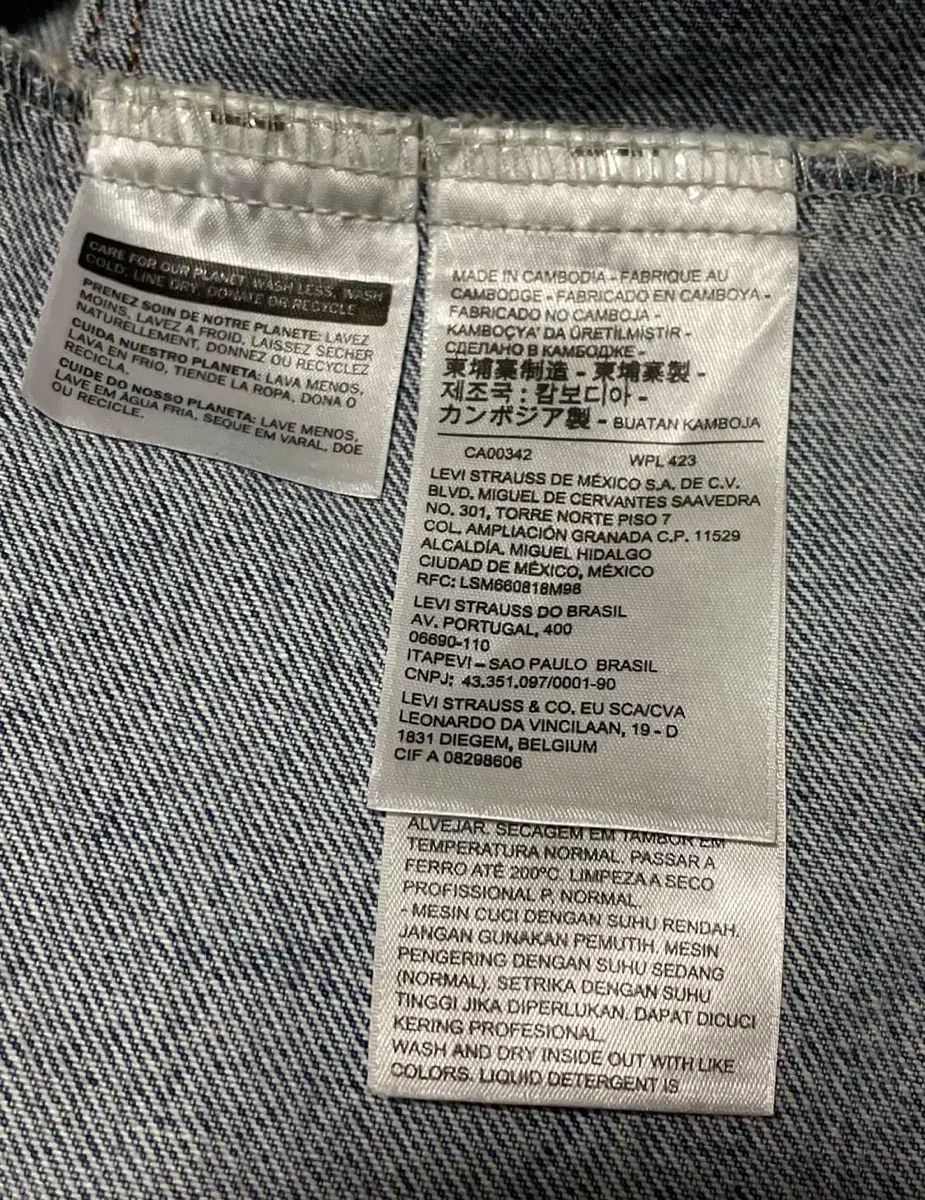 CARE FOR OUR PLANET: WASH LESS, WASH
COLD, LINE DRY, DONATE OR RECYCLE
PRENEZ SOIN DE NOTRE PLANETE: LAVEZ
MOINS, LAVEZ A FROID, LAISSEZ SECHER
NATURELLEMENT, DONNEZ OU RECYCLEZ
CUIDA NUESTRO PLANETA: LAVA MENOS,
LAVA EN FRIO, TIENDE LA ROPA, DONA O
RECICLA.
CUIDE DO NOSSO PLANETA: LAVE MENOS,
LAVE EM ÁGUA FRIA, SEQUE EM VARAL, DOE
OU RECICLE.
MADE IN CAMBODIA - FABRIQUE AU
CAMBODGE - FABRICADO EN CAMBOYA -
FABRICADO NO CAMBOJA -
KAMBOÇYA' DA ÜRETİLMİŞTİR -
СДЕЛАНО В КАМБОДЖЕ -
柬埔寨制造 - 柬埔寨製 -
제조국 : 캄보디아 -
カンボジア製 - BUATAN KAMBOJA
CA00342 WPL 423
LEVI STRAUSS DE MÉXICO S.A. DE C.V.
BLVD. MIGUEL DE CERVANTES SAAVEDRA
NO. 301, TORRE NORTE PISO 7
COL. AMPLIACIÓN GRANADA C.P. 11529
ALCALDÍA. MIGUEL HIDALGO
CIUDAD DE MÉXICO, MÉXICO
RFC: LSM660818M98
LEVI STRAUSS DO BRASIL
AV. PORTUGAL, 400
06690-110
ITAPEVI – SAO PAULO BRASIL
CNPJ: 43.351.097/0001-90
LEVI STRAUSS & CO. EU SCA/CVA
LEONARDO DA VINCILAAN, 19 - D
1831 DIEGEM, BELGIUM
CIF A 08298606
ALVEJAR. SECAGEM EM TAMBOR EM
TEMPERATURA NORMAL. PASSAR A
FERRO ATÉ 200ºC. LIMPEZA A SECO
PROFISSIONAL P, NORMAL.
- MESIN CUCI DENGAN SUHU RENDAH.
JANGAN GUNAKAN PEMUTIH. MESIN
PENGERING DENGAN SUHU SEDANG
(NORMAL). SETRIKA DENGAN SUHU
TINGGI JIKA DIPERLUKAN. DAPAT DICUCI
KERING PROFESIONAL.
WASH AND DRY INSIDE OUT WITH LIKE
COLORS. LIQUID DETERGENT IS